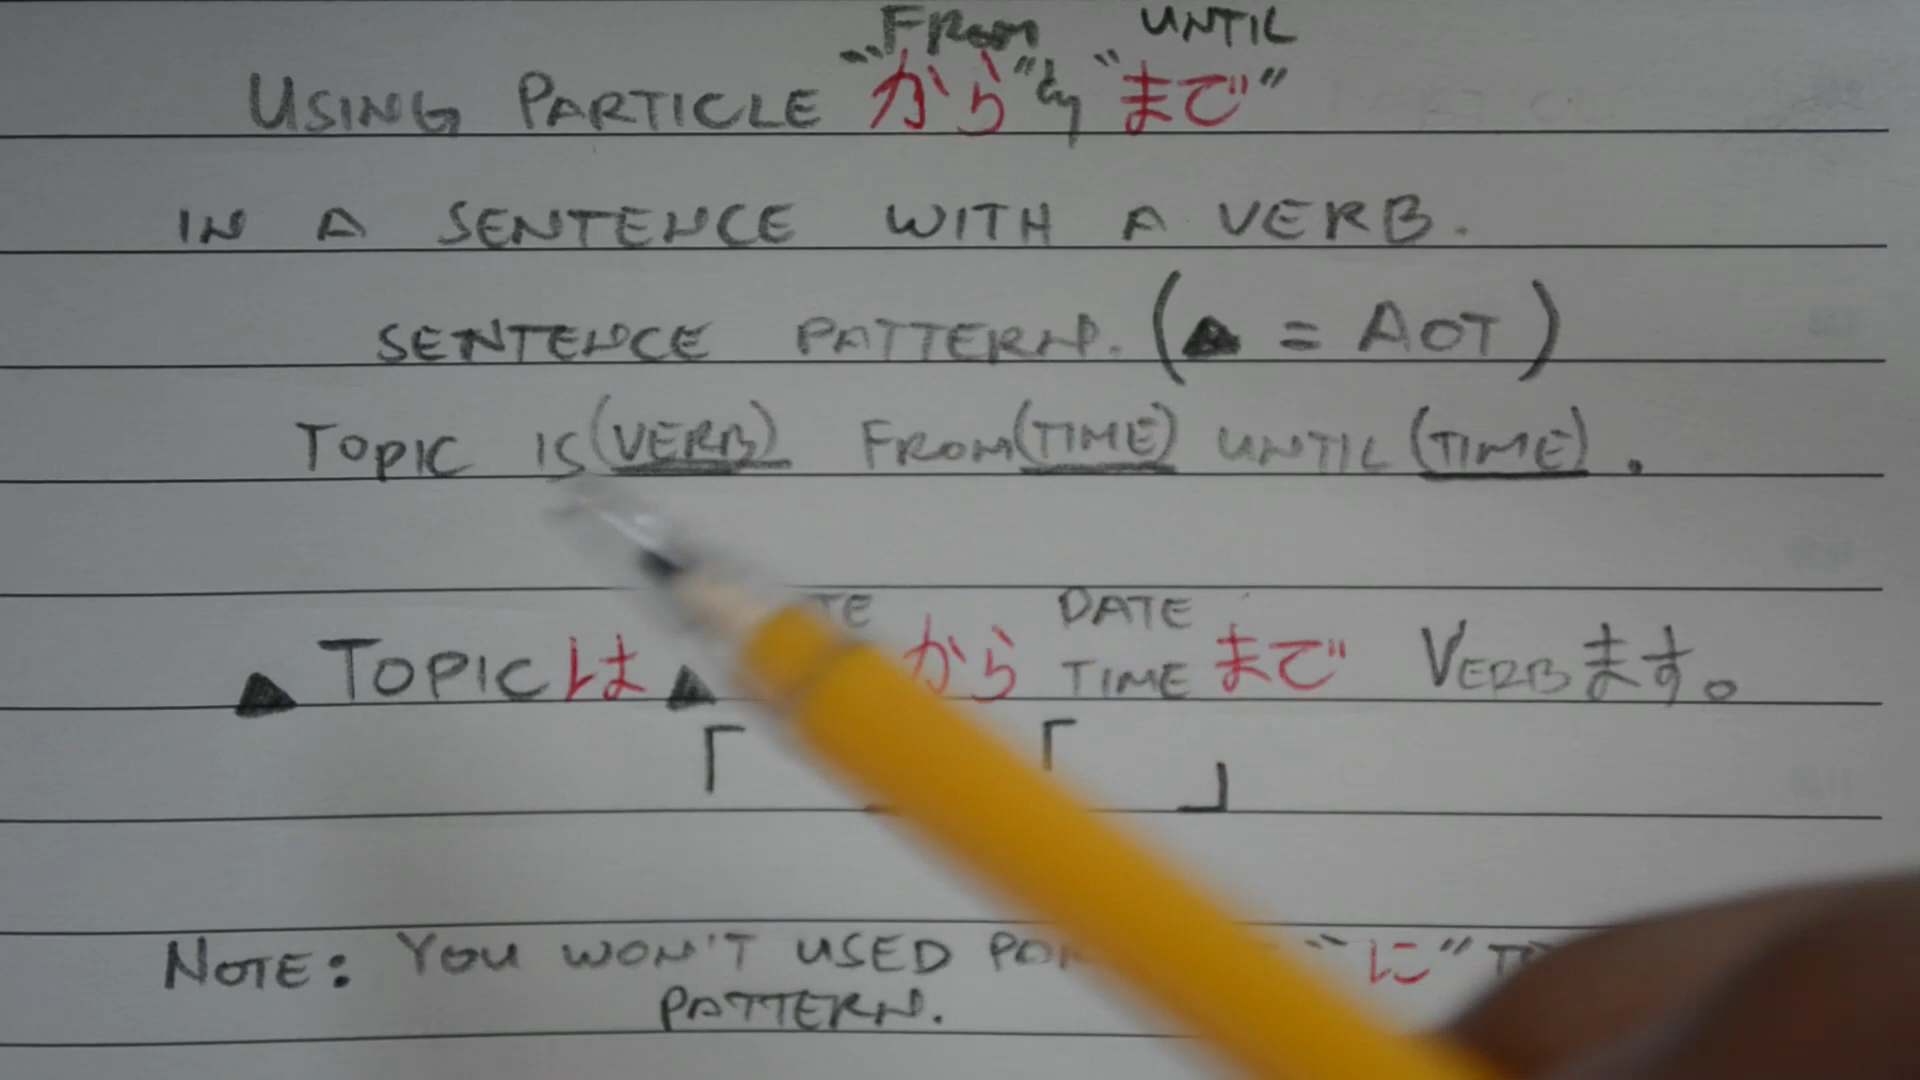 FROM UNTIL
USING PARTICLE "から" & "まで"
IN A SENTENCE WITH A VERB.
SENTENCE PATTERN. (▲ = AOT)
TOPIC IS (VERB) FROM (TIME) UNTIL (TIME).
DATE
▲ TOPIC は ▲ から TIME まで VERB ます。
「 「 」
NOTE: YOU WON'T USED "に"
PATTERN.